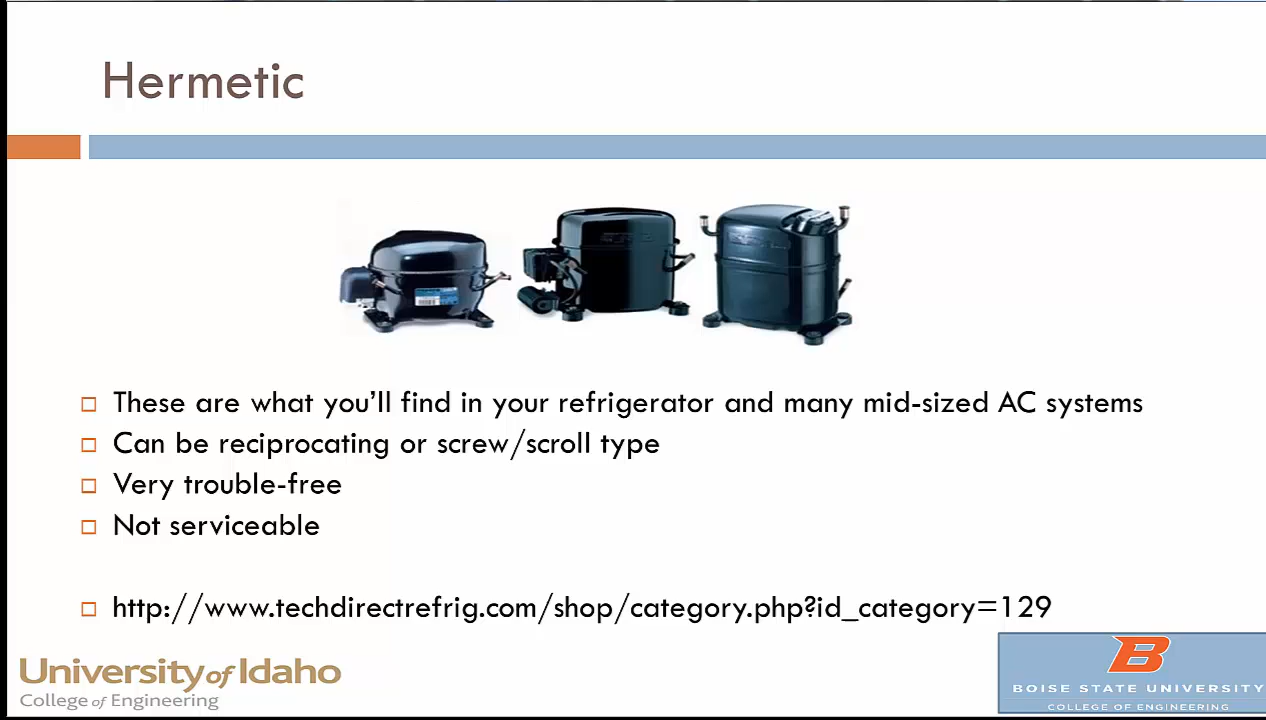 Hermetic
These are what you'll find in your refrigerator and many mid-sized AC systems
Can be reciprocating or screw/scroll type
Very trouble-free
Not serviceable
http://www.techdirectrefrig.com/shop/category.php?id_category=129
University of Idaho
College of Engineering
B
BOISE STATE UNIVERSITY
COLLEGE OF ENGINEERING